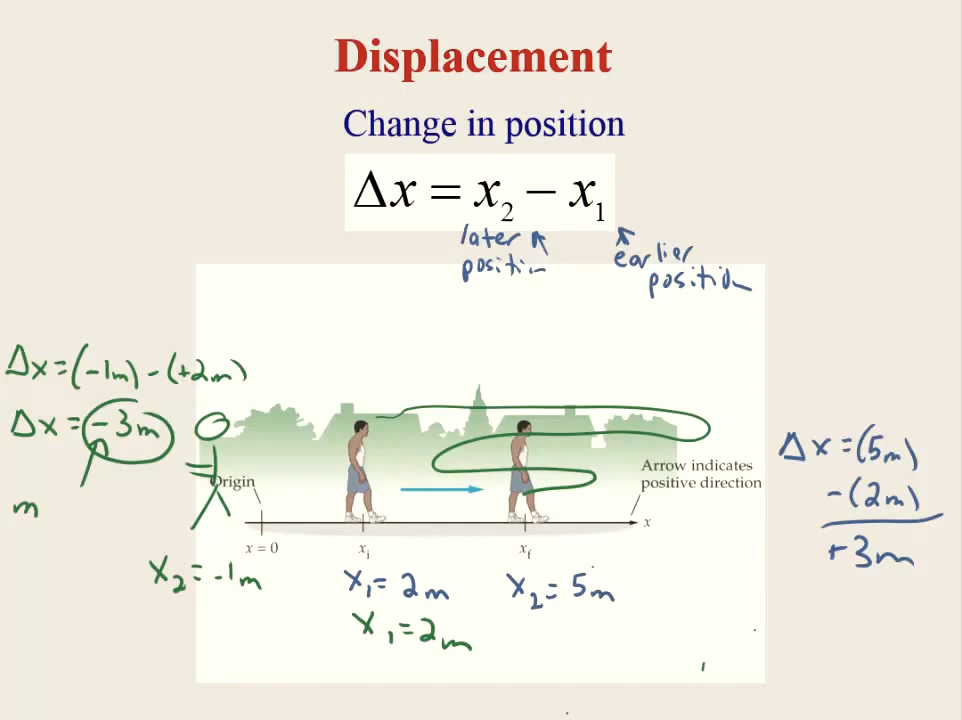 Displacement
Change in position
Δx = x₂ − x₁
later
position
earlier
position
Δx = (-1m) - (+2m)
Δx = -3m
m
Δx = (5m)
-(2m)
+3m
Origin
Arrow indicates
positive direction
x
x = 0
xᵢ
x_f
x₂ = -1m
x₁ = 2m
x₂ = 5m
x₁ = 2m